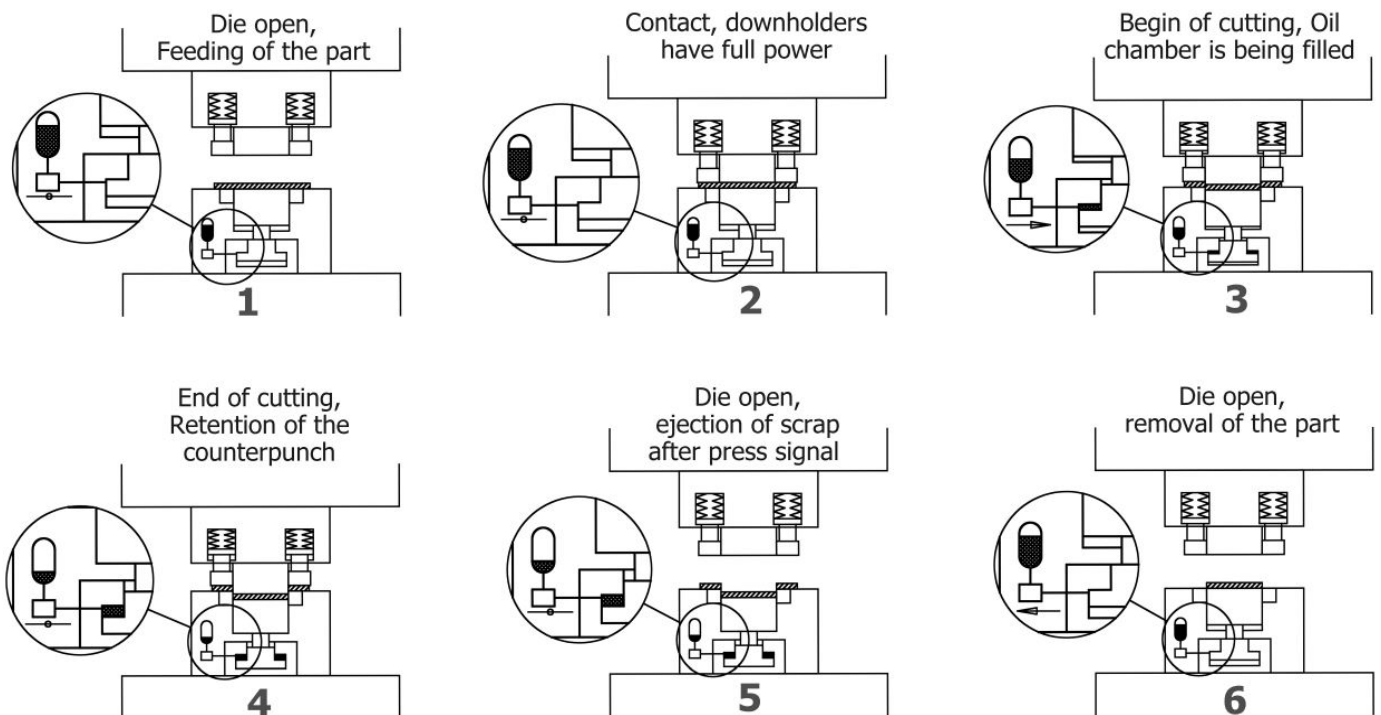 Die open,
Feeding of the part
1
Contact, downholders
have full power
2
Begin of cutting, Oil
chamber is being filled
3
End of cutting,
Retention of the
counterpunch
4
Die open,
ejection of scrap
after press signal
5
Die open,
removal of the part
6